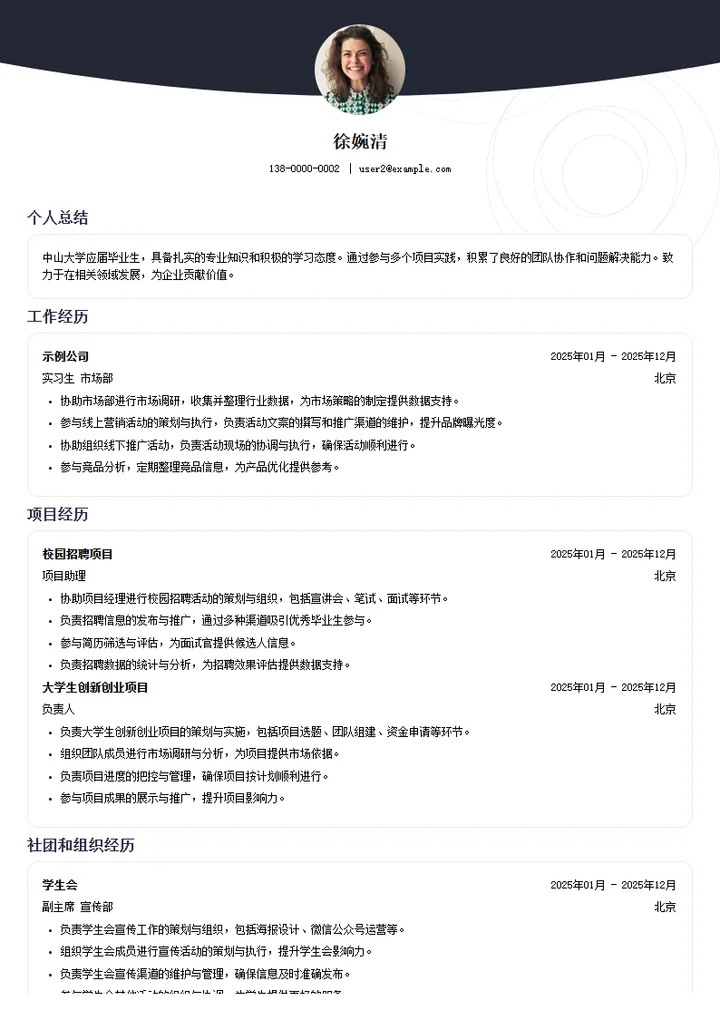 徐婉清
138-0000-0002 | user2@example.com
个人总结
中山大学应届毕业生，具备扎实的专业知识和积极的学习态度。通过参与多个项目实践，积累了良好的团队协作和问题解决能力。致
力于在相关领域发展，为企业贡献价值。
工作经历
示例公司 2025年01月 - 2025年12月
实习生 市场部 北京
• 协助市场部进行市场调研，收集并整理行业数据，为市场策略的制定提供数据支持。
• 参与线上营销活动的策划与执行，负责活动文案的撰写和推广渠道的维护，提升品牌曝光度。
• 协助组织线下推广活动，负责活动现场的协调与执行，确保活动顺利进行。
• 参与竞品分析，定期整理竞品信息，为产品优化提供参考。
项目经历
校园招聘项目 2025年01月 - 2025年12月
项目助理 北京
• 协助项目经理进行校园招聘活动的策划与组织，包括宣讲会、笔试、面试等环节。
• 负责招聘信息的发布与推广，通过多种渠道吸引优秀毕业生参与。
• 参与简历筛选与评估，为面试官提供候选人信息。
• 负责招聘数据的统计与分析，为招聘效果评估提供数据支持。
大学生创新创业项目 2025年01月 - 2025年12月
负责人 北京
• 负责大学生创新创业项目的策划与实施，包括项目选题、团队组建、资金申请等环节。
• 组织团队成员进行市场调研与分析，为项目提供市场依据。
• 负责项目进度的把控与管理，确保项目按计划顺利进行。
• 参与项目成果的展示与推广，提升项目影响力。
社团和组织经历
学生会 2025年01月 - 2025年12月
副主席 宣传部 北京
• 负责学生会宣传工作的策划与组织，包括海报设计、微信公众号运营等。
• 组织学生会成员进行宣传活动的策划与执行，提升学生会影响力。
• 负责学生会宣传渠道的维护与管理，确保信息及时准确发布。